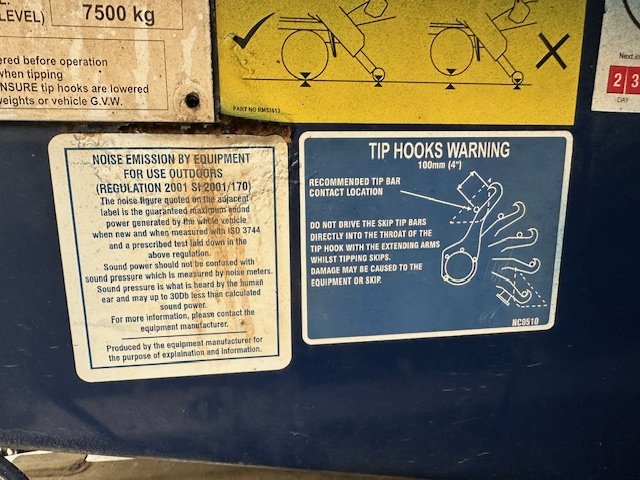 LEVEL)
7500 kg
ered before operation
when tipping
ENSURE tip hooks are lowered
weights or vehicle G.V.W.
PART NO RM53613
Next in
2 3
DAY
NOISE EMISSION BY EQUIPMENT
FOR USE OUTDOORS
(REGULATION 2001 SI 2001/170)
The noise figure quoted on the adjacent
label is the guaranteed maximum sound
power generated by the whole vehicle
when new and when measured with ISO 3744
and a prescribed test laid down in the
above regulation.
Sound power should not be confused with
sound pressure which is measured by noise meters.
Sound pressure is what is heard by the human
ear and may up to 30Db less than calculated
sound power.
For more information, please contact the
equipment manufacturer.
Produced by the equipment manufacturer for
the purpose of explaination and information.
TIP HOOKS WARNING
100mm (4")
RECOMMENDED TIP BAR
CONTACT LOCATION
DO NOT DRIVE THE SKIP TIP BARS
DIRECTLY INTO THE THROAT OF THE
TIP HOOK WITH THE EXTENDING ARMS
WHILST TIPPING SKIPS.
DAMAGE MAY BE CAUSED TO THE
EQUIPMENT OR SKIP.
NC0510